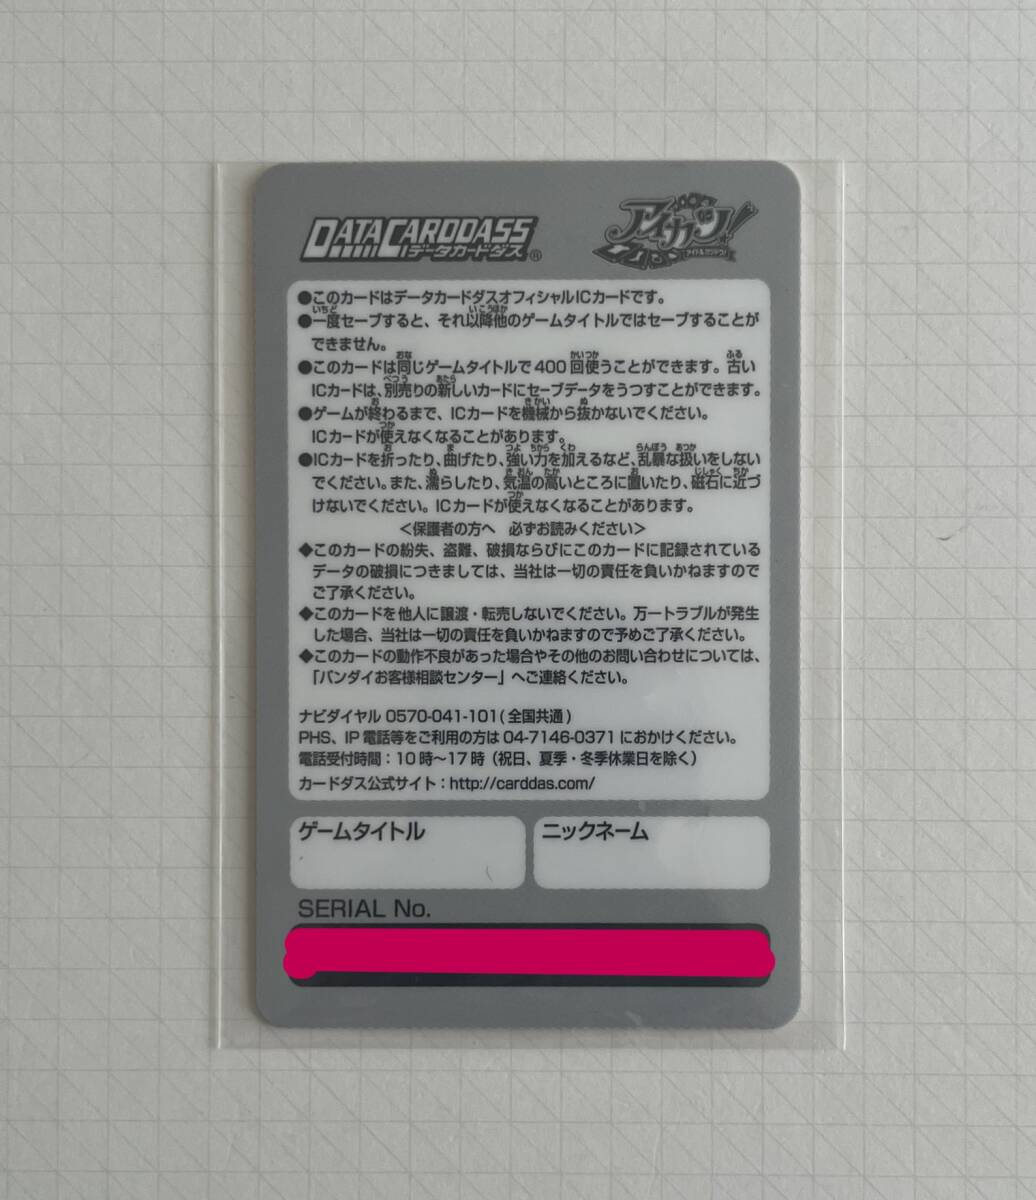 DATACARDDASS
データカードダス®
アイカツ!
アイドルカツドウ!
●このカードはデータカードダスオフィシャルICカードです。
●一度セーブすると、それ以降他のゲームタイトルではセーブすることが
できません。
●このカードは同じゲームタイトルで400回使うことができます。古い
ICカードは、別売りの新しいカードにセーブデータをうつすことができます。
●ゲームが終わるまで、ICカードを機械から抜かないでください。
ICカードが使えなくなることがあります。
●ICカードを折ったり、曲げたり、強い力を加えるなど、乱暴な扱いをしない
でください。また、濡らしたり、気温の高いところに置いたり、磁石に近づ
けないでください。ICカードが使えなくなることがあります。
<保護者の方へ 必ずお読みください>
◆このカードの紛失、盗難、破損ならびにこのカードに記録されている
データの破損につきましては、当社は一切の責任を負いかねますので
ご了承ください。
◆このカードを他人に譲渡・転売しないでください。万一トラブルが発生
した場合、当社は一切の責任を負いかねますので予めご了承ください。
◆このカードの動作不良があった場合やその他のお問い合わせについては、
「バンダイお客様相談センター」へご連絡ください。
ナビダイヤル 0570-041-101(全国共通)
PHS、IP電話等をご利用の方は 04-7146-0371 におかけください。
電話受付時間：10時〜17時（祝日、夏季・冬季休業日を除く）
カードダス公式サイト：http://carddas.com/
ゲームタイトル
ニックネーム
SERIAL No.